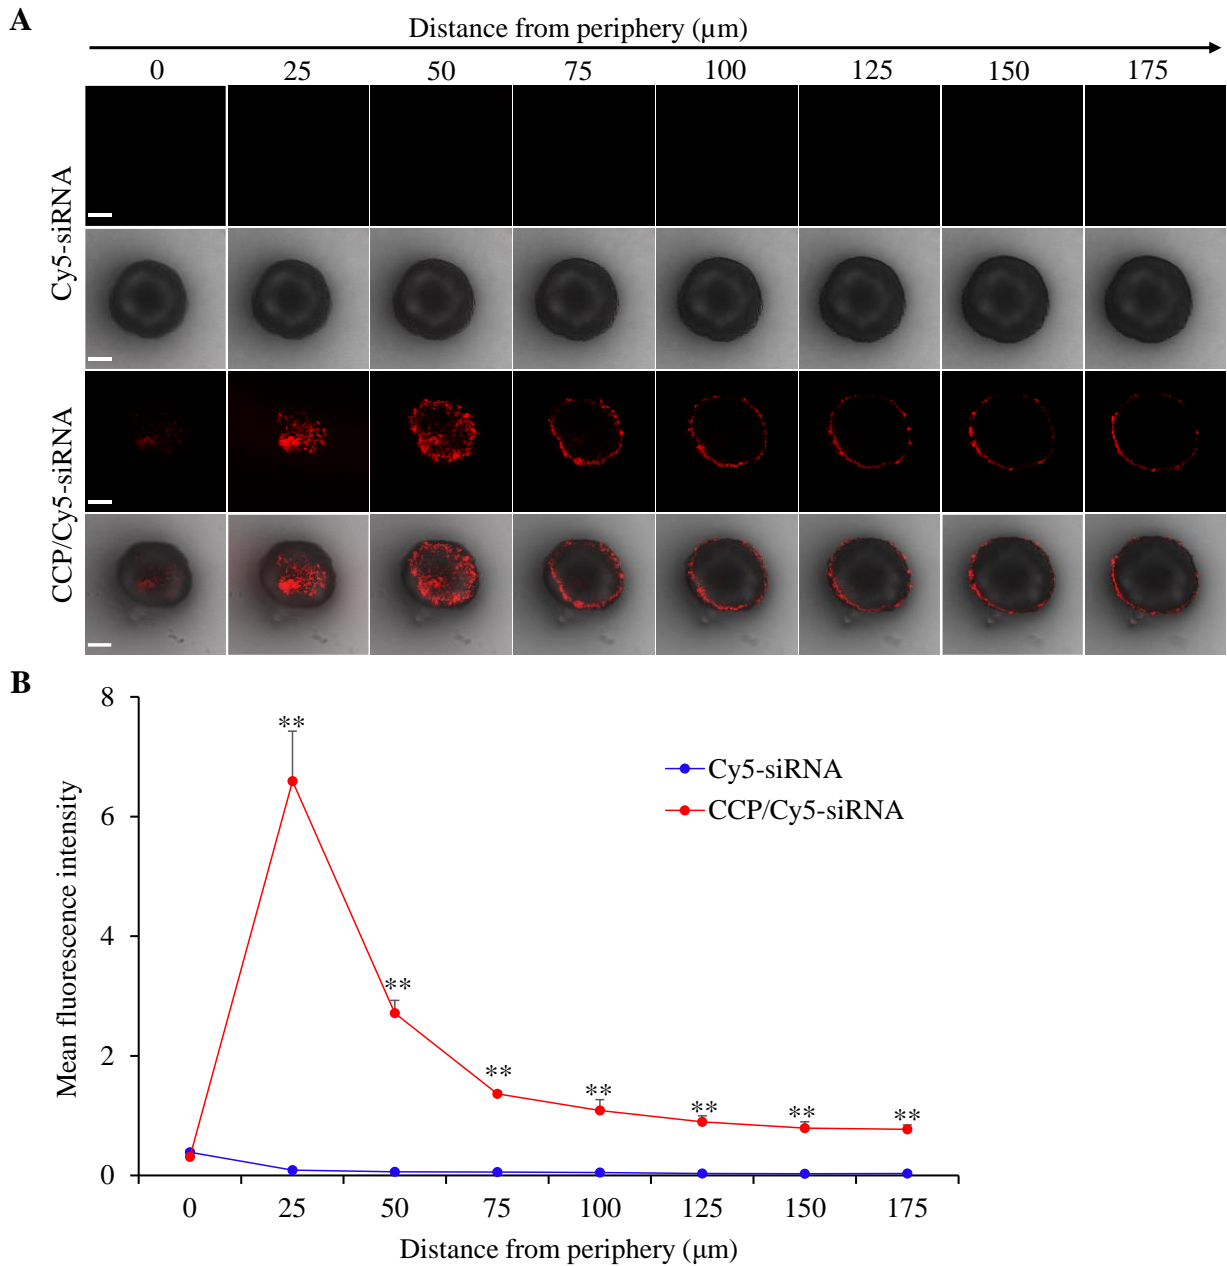 A
Distance from periphery (µm)
0 25 50 75 100 125 150 175
Cy5-siRNA
CCP/Cy5-siRNA
B
8
6
4
2
0
Mean fluorescence intensity
**
**
**
**
**
**
**
Cy5-siRNA
CCP/Cy5-siRNA
0 25 50 75 100 125 150 175
Distance from periphery (µm)